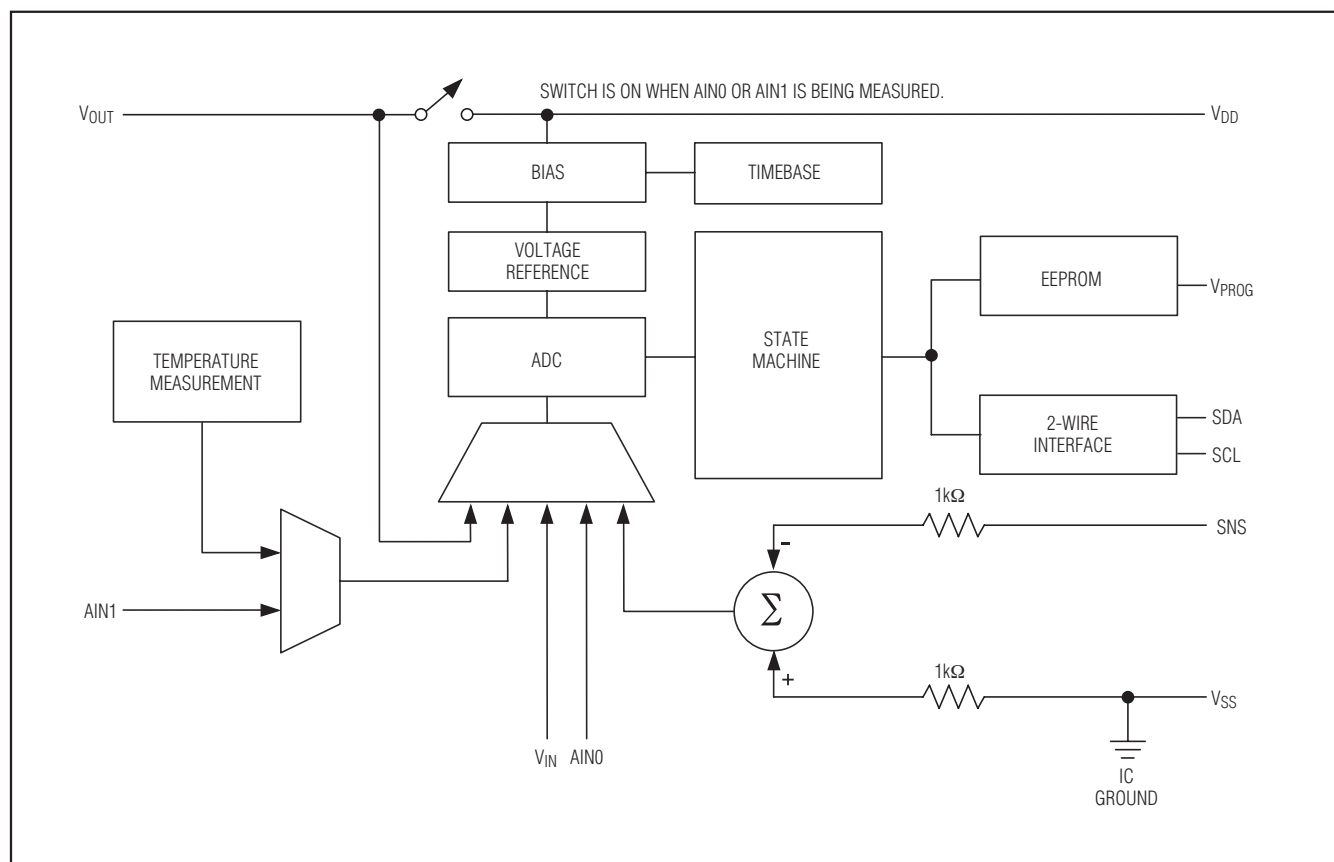 SWITCH IS ON WHEN AIN0 OR AIN1 IS BEING MEASURED.
VOUT
VDD
BIAS
TIMEBASE
VOLTAGE
REFERENCE
EEPROM
VPROG
TEMPERATURE
MEASUREMENT
ADC
STATE
MACHINE
2-WIRE
INTERFACE
SDA
SCL
1kΩ
SNS
-
AIN1
Σ
+
1kΩ
VSS
VIN AIN0
IC
GROUND